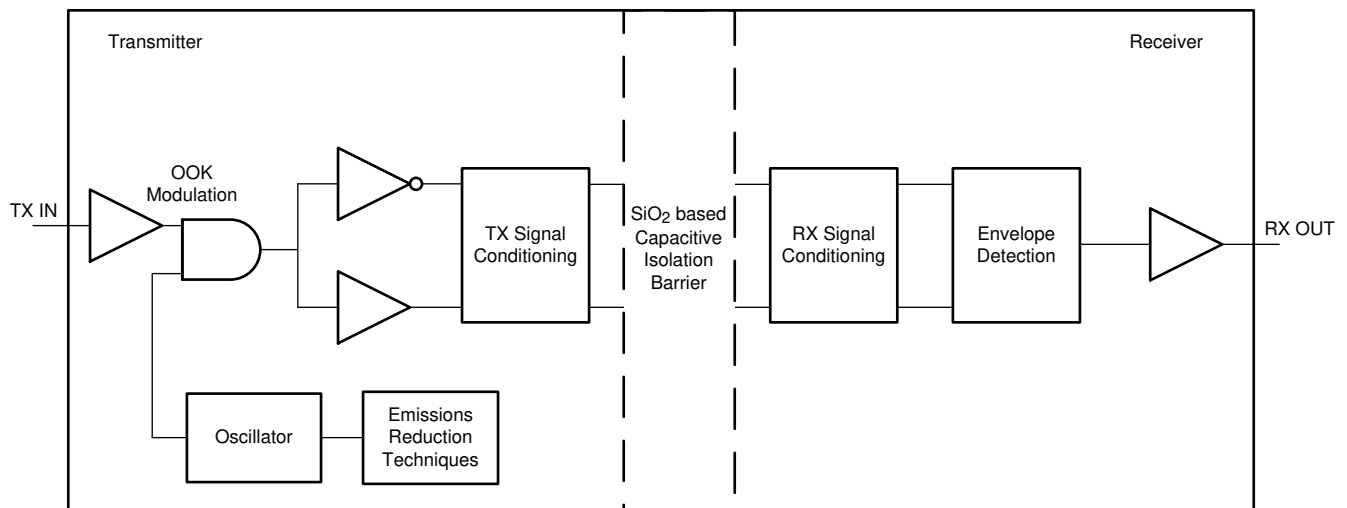 Transmitter
Receiver
OOK
Modulation
TX IN
TX Signal
Conditioning
SiO2 based
Capacitive
Isolation
Barrier
RX Signal
Conditioning
Envelope
Detection
RX OUT
Oscillator
Emissions
Reduction
Techniques